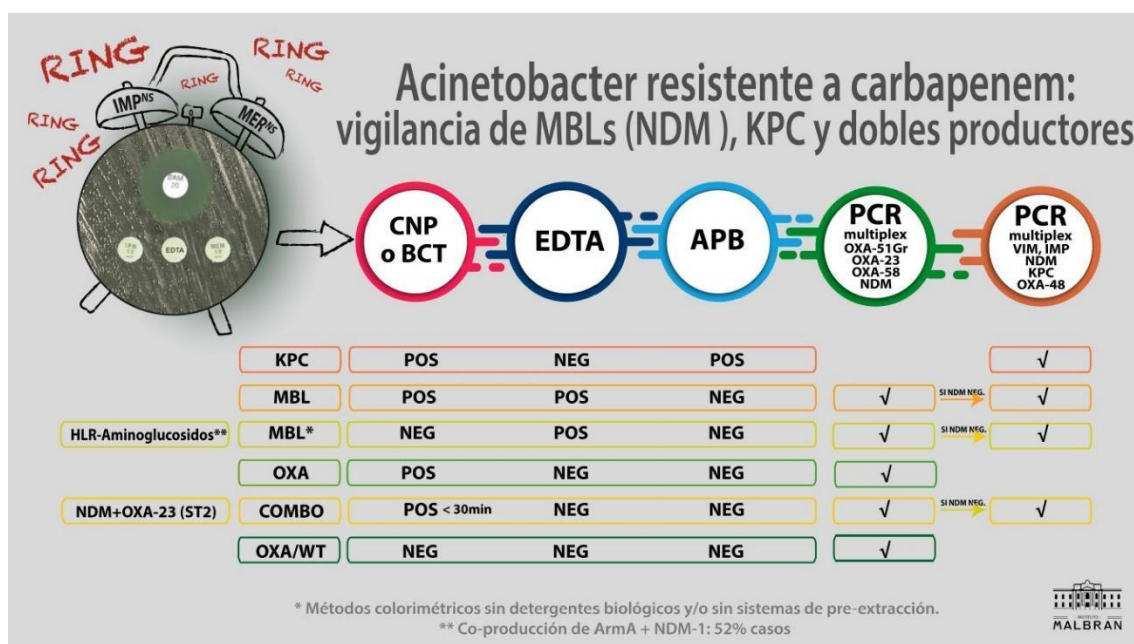 RING
RING
RING
RING
RING
RING
IMPNS
MERNS
EDTA
Acinetobacter resistente a carbapenem:
vigilancia de MBLs (NDM ), KPC y dobles productores
CNP
o BCT
EDTA
APB
PCR
multiplex
OXA-51Gr
OXA-23
OXA-58
NDM
PCR
multiplex
VIM, IMP
NDM
KPC
OXA-48
KPC POS NEG POS √
MBL POS POS NEG √ SI NDM NEG. √
HLR-Aminoglucosidos** MBL* NEG POS NEG √ SI NDM NEG. √
OXA POS NEG NEG √
NDM+OXA-23 (ST2) COMBO POS < 30min NEG NEG √ SI NDM NEG. √
OXA/WT NEG NEG NEG √
* Métodos colorimétricos sin detergentes biológicos y/o sin sistemas de pre-extracción.
** Co-producción de ArmA + NDM-1: 52% casos
INSTITUTO
MALBRAN